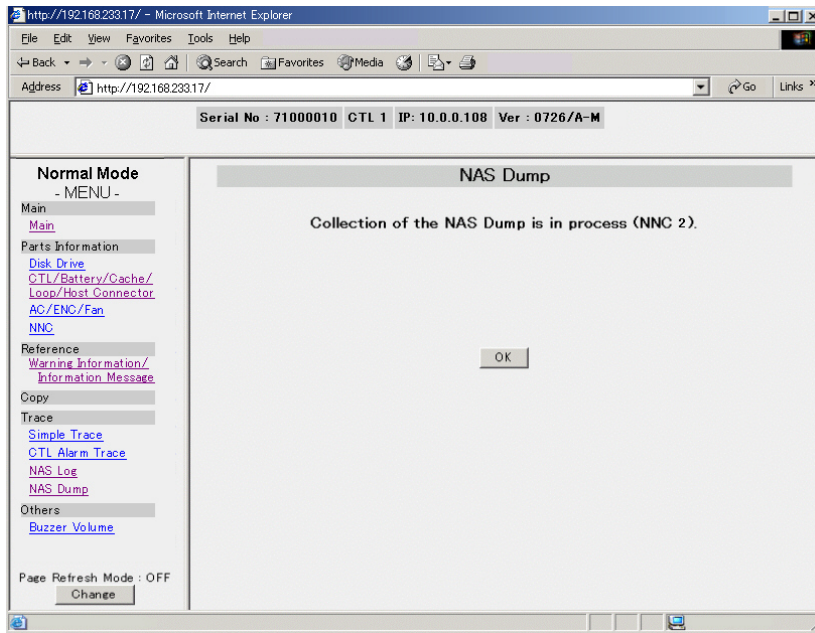 http://192.168.233.17/ - Microsoft Internet Explorer
File Edit View Favorites Tools Help
Back Search Favorites Media
Address http://192.168.233.17/ Go Links »
Serial No : 71000010 CTL 1 IP: 10.0.0.108 Ver : 0726/A-M
Normal Mode
- MENU -
Main
Main
Parts Information
Disk Drive
CTL/Battery/Cache/
Loop/Host Connector
AC/ENC/Fan
NNC
Reference
Warning Information/
Information Message
Copy
Trace
Simple Trace
CTL Alarm Trace
NAS Log
NAS Dump
Others
Buzzer Volume
Page Refresh Mode : OFF
Change
NAS Dump
Collection of the NAS Dump is in process (NNC 2).
OK